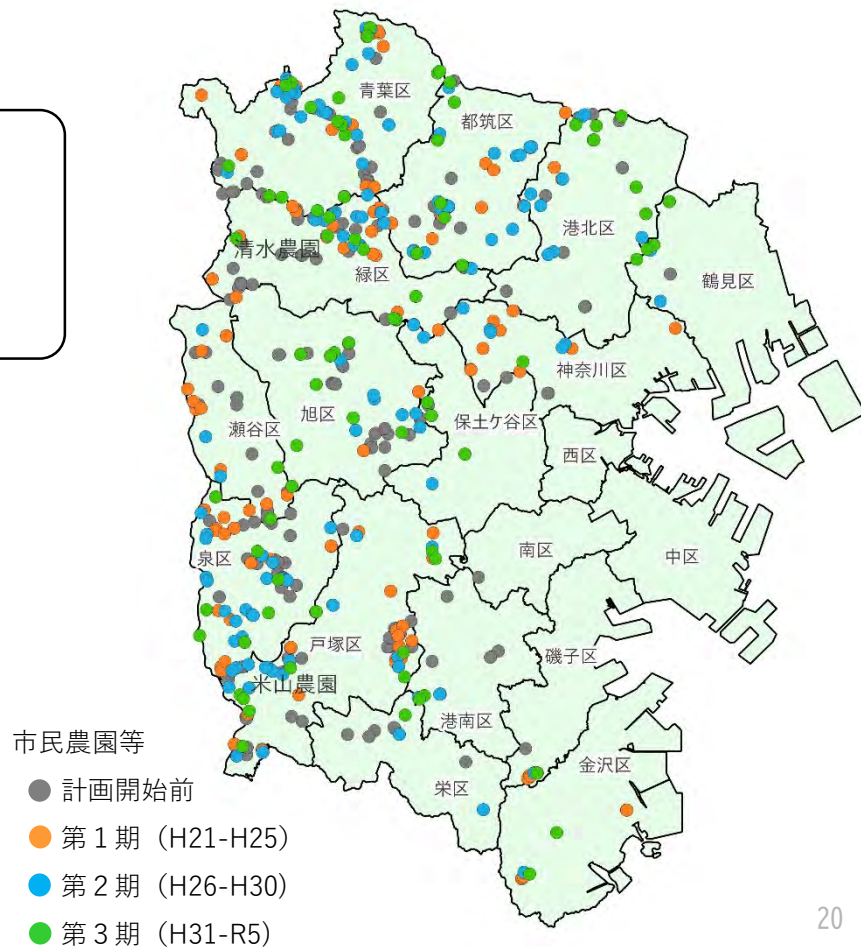 青葉区
都筑区
港北区
清水農園
緑区
鶴見区
神奈川区
旭区
保土ケ谷区
瀬谷区
西区
南区
中区
泉区
戸塚区
磯子区
米山農園
港南区
市民農園等
金沢区
計画開始前
栄区
第1期(H21-H25)
第2期(H26-H30)
第3期(H31-R5)
20